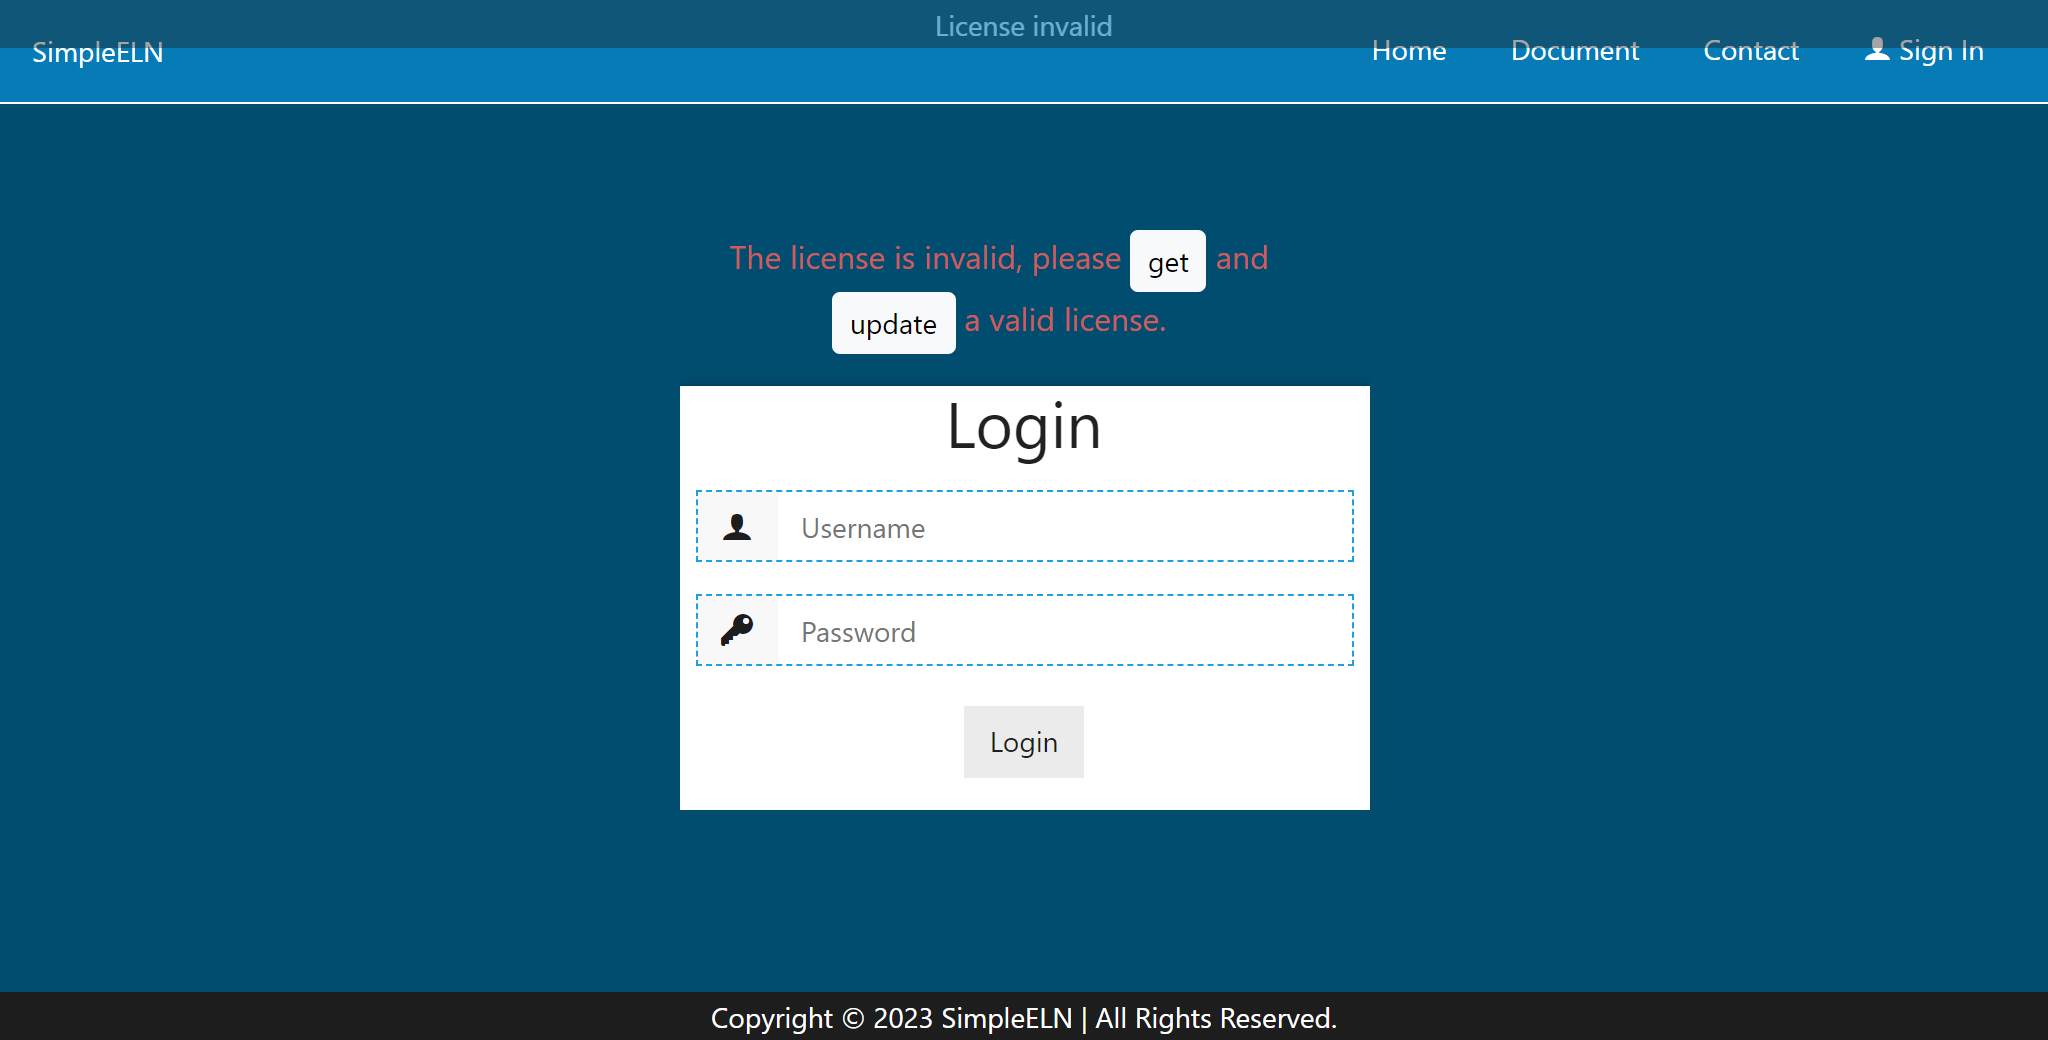 License invalid
SimpleELN Home Document Contact Sign In
The license is invalid, please get and
update a valid license.
Login
Username
Password
Login
Copyright © 2023 SimpleELN | All Rights Reserved.